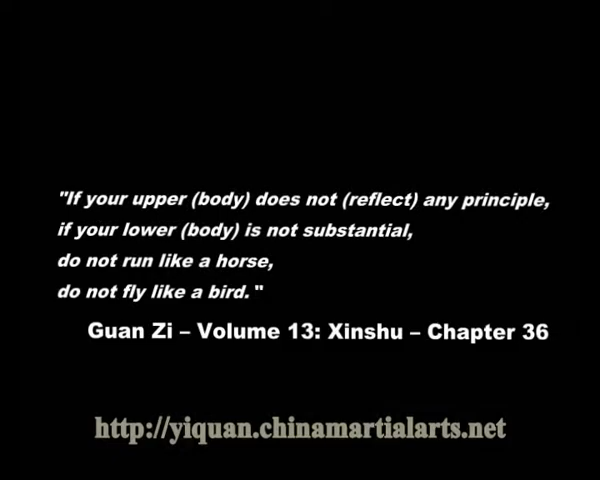 "If your upper (body) does not (reflect) any principle,
if your lower (body) is not substantial,
do not run like a horse,
do not fly like a bird. "
Guan Zi – Volume 13: Xinshu – Chapter 36
http://yiquan.chinamartialarts.net